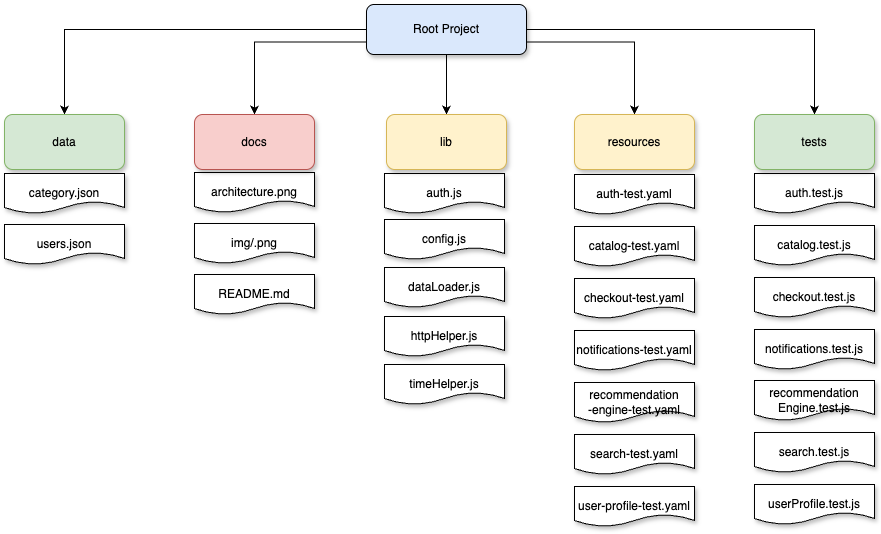 Root Project
data
category.json
users.json
docs
architecture.png
img/.png
README.md
lib
auth.js
config.js
dataLoader.js
httpHelper.js
timeHelper.js
resources
auth-test.yaml
catalog-test.yaml
checkout-test.yaml
notifications-test.yaml
recommendation
-engine-test.yaml
search-test.yaml
user-profile-test.yaml
tests
auth.test.js
catalog.test.js
checkout.test.js
notifications.test.js
recommendation
Engine.test.js
search.test.js
userProfile.test.js